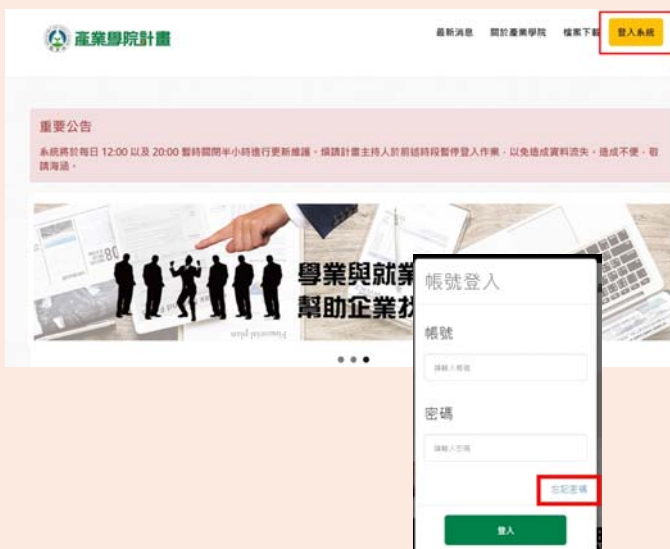 產業學院計畫
最新消息 關於產業學院 檔案下載 登入系統
重要公告
系統將於每日 12:00 以及 20:00 暫時關閉半小時進行更新維護。煩請計畫主持人於前述時段暫停登入作業，以免造成資料流失。造成不便，敬
請海涵。
學業與就業
幫助企業找
Financial plan
帳號登入
帳號
請輸入帳號
密碼
請輸入密碼
忘記密碼
登入